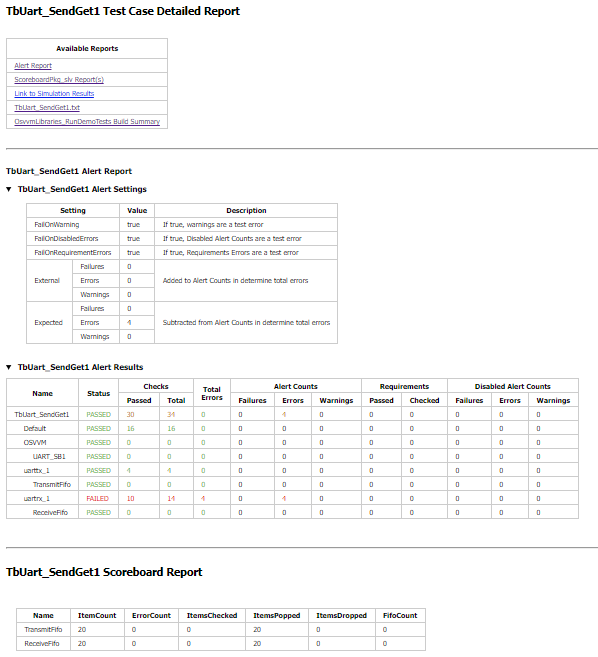 TbUart_SendGet1 Test Case Detailed Report
Available Reports
Alert Report
ScoreboardPkg_slv Report(s)
Link to Simulation Results
TbUart_SendGet1.txt
OsvvmLibraries_RunDemoTests Build Summary
TbUart_SendGet1 Alert Report
▼ TbUart_SendGet1 Alert Settings
Setting Value Description
FailOnWarning true If true, warnings are a test error
FailOnDisabledErrors true If true, Disabled Alert Counts are a test error
FailOnRequirementErrors true If true, Requirements Errors are a test error
External Failures 0 Added to Alert Counts in determine total errors
Errors 0
Warnings 0
Expected Failures 0 Subtracted from Alert Counts in determine total errors
Errors 4
Warnings 0
▼ TbUart_SendGet1 Alert Results
Name Status Checks Total Errors Alert Counts Requirements Disabled Alert Counts
Passed Total Failures Errors Warnings Passed Checked Failures Errors Warnings
TbUart_SendGet1 PASSED 30 34 0 0 4 0 0 0 0 0 0
Default PASSED 16 16 0 0 0 0 0 0 0 0 0
OSVVM PASSED 0 0 0 0 0 0 0 0 0 0 0
UART_SB1 PASSED 0 0 0 0 0 0 0 0 0 0 0
uarttx_1 PASSED 4 4 0 0 0 0 0 0 0 0 0
TransmitFifo PASSED 0 0 0 0 0 0 0 0 0 0 0
uartrx_1 FAILED 10 14 4 0 4 0 0 0 0 0 0
ReceiveFifo PASSED 0 0 0 0 0 0 0 0 0 0 0
TbUart_SendGet1 Scoreboard Report
Name ItemCount ErrorCount ItemsChecked ItemsPopped ItemsDropped FifoCount
TransmitFifo 20 0 0 20 0 0
ReceiveFifo 20 0 0 20 0 0